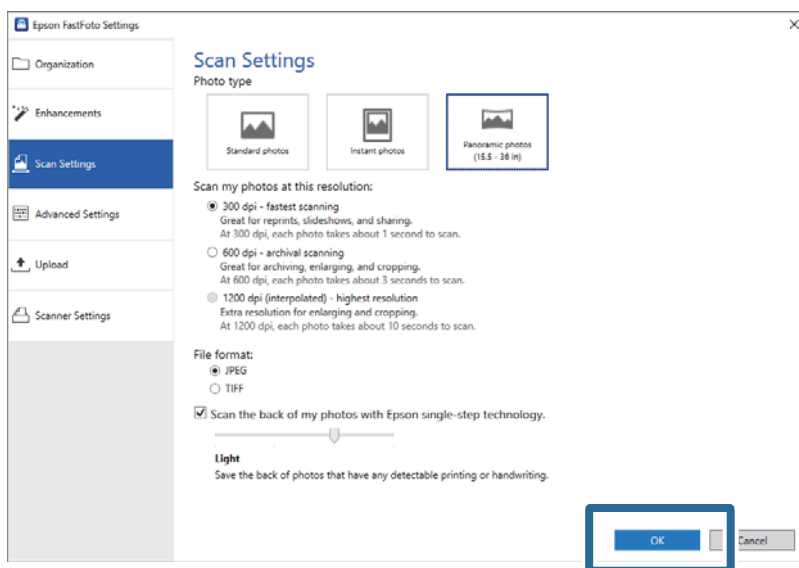 Epson FastFoto Settings
Organization
Enhancements
Scan Settings
Advanced Settings
Upload
Scanner Settings
Scan Settings
Photo type
Standard photos
Instant photos
Panoramic photos
(15.5 - 36 in)
Scan my photos at this resolution:
300 dpi - fastest scanning
Great for reprints, slideshows, and sharing.
At 300 dpi, each photo takes about 1 second to scan.
600 dpi - archival scanning
Great for archiving, enlarging, and cropping.
At 600 dpi, each photo takes about 3 seconds to scan.
1200 dpi (interpolated) - highest resolution
Extra resolution for enlarging and cropping.
At 1200 dpi, each photo takes about 10 seconds to scan.
File format:
JPEG
TIFF
Scan the back of my photos with Epson single-step technology.
Light
Save the back of photos that have any detectable printing or handwriting.
OK
Cancel